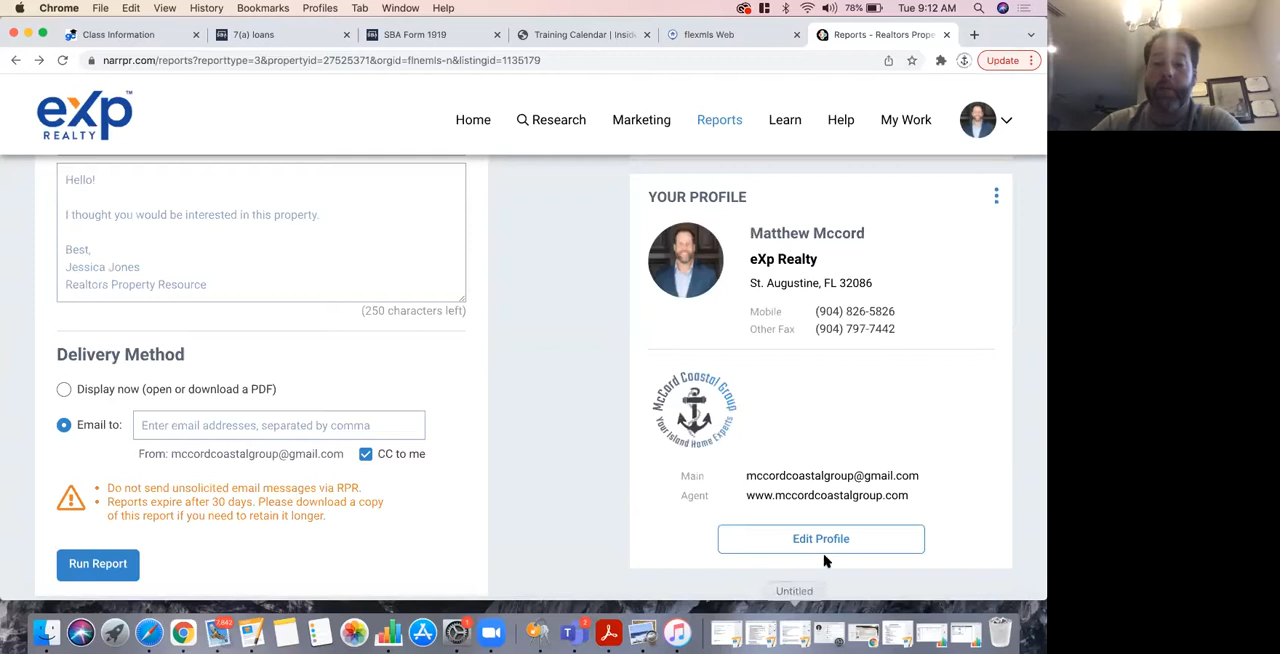 Chrome File Edit View History Bookmarks Profiles Tab Window Help 78% Tue 9:12 AM
Class Information 7(a) loans SBA Form 1919 Training Calendar | Insid flexmls Web Reports - Realtors Prope
narrpr.com/reports?reporttype=3&propertyid=27525371&orgid=flnemls-n&listingid=1135179 Update
eXp REALTY Home Research Marketing Reports Learn Help My Work
Hello!
I thought you would be interested in this property.
Best,
Jessica Jones
Realtors Property Resource
(250 characters left)
Delivery Method
Display now (open or download a PDF)
Email to: Enter email addresses, separated by comma
From: mccordcoastalgroup@gmail.com CC to me
Do not send unsolicited email messages via RPR.
Reports expire after 30 days. Please download a copy
of this report if you need to retain it longer.
Run Report
YOUR PROFILE
Matthew Mccord
eXp Realty
St. Augustine, FL 32086
Mobile (904) 826-5826
Other Fax (904) 797-7442
McCord Coastal Group
Your Island Home Experts
Main mccordcoastalgroup@gmail.com
Agent www.mccordcoastalgroup.com
Edit Profile
Untitled
7,842 1 2